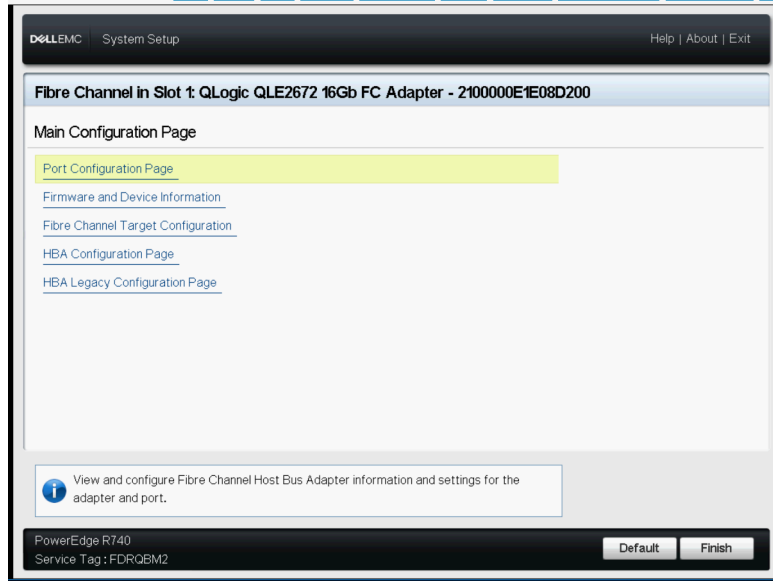 DELLEMC System Setup Help | About | Exit
Fibre Channel in Slot 1: QLogic QLE2672 16Gb FC Adapter - 2100000E1E08D200
Main Configuration Page
Port Configuration Page
Firmware and Device Information
Fibre Channel Target Configuration
HBA Configuration Page
HBA Legacy Configuration Page
View and configure Fibre Channel Host Bus Adapter information and settings for the
adapter and port.
PowerEdge R740
Service Tag : FDRQBM2
Default Finish